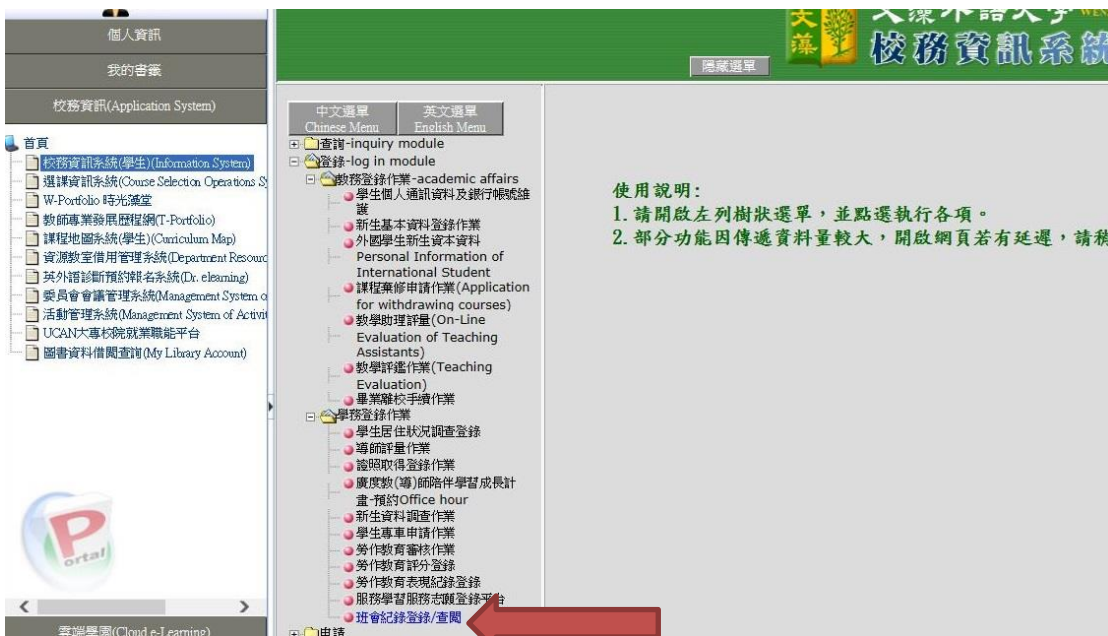 個人資訊
我的書籤
校務資訊(Application System)
首頁
校務資訊系統(學生)(Information System)
選課資訊系統(Course Selection Operations S
W-Portfolio 時光藻堂
教師專業發展歷程網(T-Portfolio)
課程地圖系統(學生)(Curriculum Map)
資源教室借用管理系統(Department Resourc
英外語診斷預約報名系統(Dr. elearning)
委員會會議管理系統(Management System o
活動管理系統(Management System of Activit
UCAN大專校院就業職能平台
圖書資料借閱查詢(My Library Account)
Portal
雲端學園(Cloud e-Learning)
文藻
文藻外語大學
校務資訊系統
隱藏選單
中文選單
Chinese Menu
英文選單
English Menu
查詢-inquiry module
登錄-log in module
教務登錄作業-academic affairs
學生個人通訊資料及銀行帳號維
護
新生基本資料登錄作業
外國學生新生資本資料
Personal Information of
International Student
課程棄修申請作業(Application
for withdrawing courses)
教學助理評量(On-Line
Evaluation of Teaching
Assistants)
教學評鑑作業(Teaching
Evaluation)
畢業離校手續作業
學務登錄作業
學生居住狀況調查登錄
導師評量作業
證照取得登錄作業
廣度教(導)師陪伴學習成長計
畫-預約Office hour
新生資料調查作業
學生專車申請作業
勞作教育審核作業
勞作教育評分登錄
勞作教育表現紀錄登錄
服務學習服務志願登錄平台
班會紀錄登錄/查閱
申請
使用說明:
1.請開啟左列樹狀選單，並點選執行各項。
2.部分功能因傳遞資料量較大，開啟網頁若有延遲，請稍